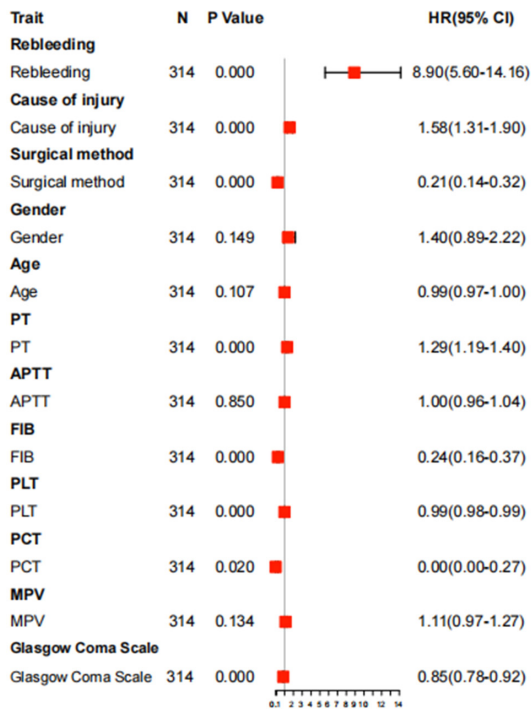 Trait N P Value HR(95% CI)
Rebleeding
Rebleeding 314 0.000 8.90(5.60-14.16)
Cause of injury
Cause of injury 314 0.000 1.58(1.31-1.90)
Surgical method
Surgical method 314 0.000 0.21(0.14-0.32)
Gender
Gender 314 0.149 1.40(0.89-2.22)
Age
Age 314 0.107 0.99(0.97-1.00)
PT
PT 314 0.000 1.29(1.19-1.40)
APTT
APTT 314 0.850 1.00(0.96-1.04)
FIB
FIB 314 0.000 0.24(0.16-0.37)
PLT
PLT 314 0.000 0.99(0.98-0.99)
PCT
PCT 314 0.020 0.00(0.00-0.27)
MPV
MPV 314 0.134 1.11(0.97-1.27)
Glasgow Coma Scale
Glasgow Coma Scale 314 0.000 0.85(0.78-0.92)
0.1 2 3 4 5 6 7 8 9 10 12 14